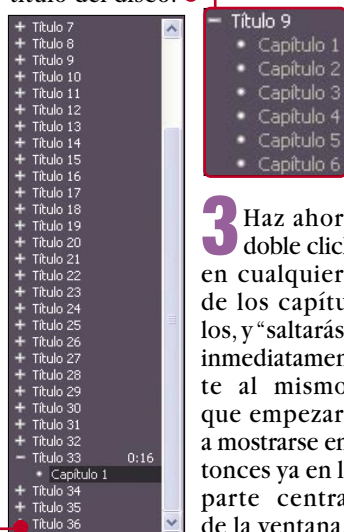 título del disco.
+ Título 7
+ Título 8
+ Título 9
+ Título 10
+ Título 11
+ Título 12
+ Título 13
+ Título 14
+ Título 15
+ Título 16
+ Título 17
+ Título 18
+ Título 19
+ Título 20
+ Título 21
+ Título 22
+ Título 23
+ Título 24
+ Título 25
+ Título 26
+ Título 27
+ Título 28
+ Título 29
+ Título 30
+ Título 31
+ Título 32
− Título 33 0:16
• Capítulo 1
+ Título 34
+ Título 35
Título 36
− Título 9
• Capítulo 1
• Capítulo 2
• Capítulo 3
• Capítulo 4
• Capítulo 5
• Capítulo 6
3 Haz ahor
doble clic
en cualquier
de los capítu
los, y “saltarás
inmediatamen
te al mismo
que empezar
a mostrarse en
tonces ya en l
parte centra
de la ventana